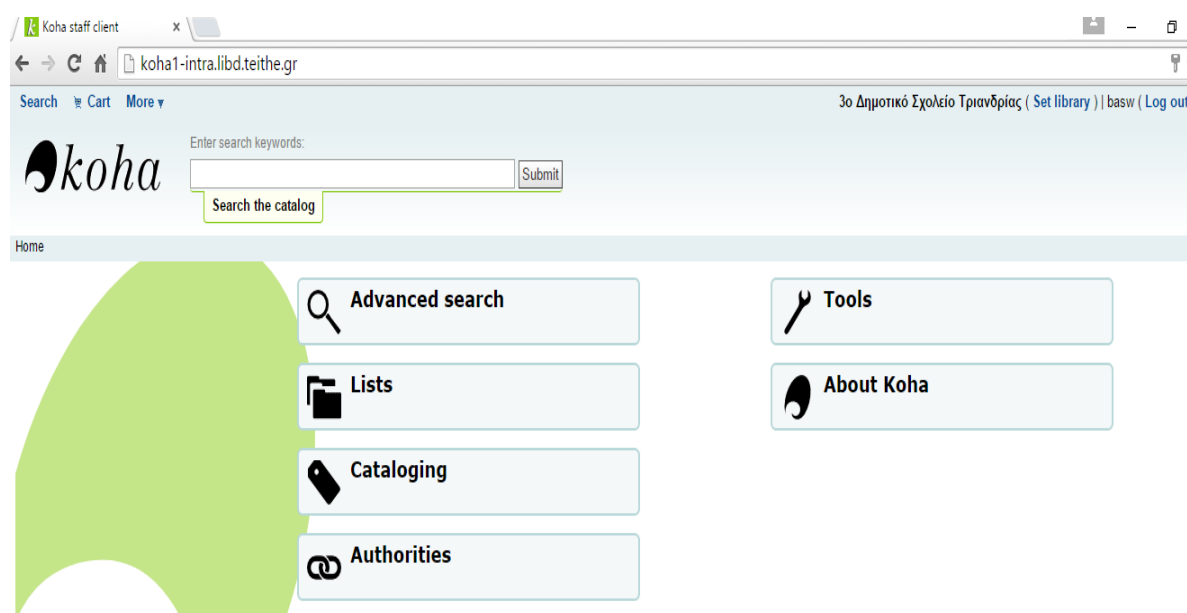 Koha staff client x
koha1-intra.libd.teithe.gr
Search Cart More ▾ 3ο Δημοτικό Σχολείο Τριανδρίας ( Set library ) | basw ( Log out
koha
Enter search keywords:
Submit
Search the catalog
Home
Advanced search
Tools
Lists
About Koha
Cataloging
Authorities